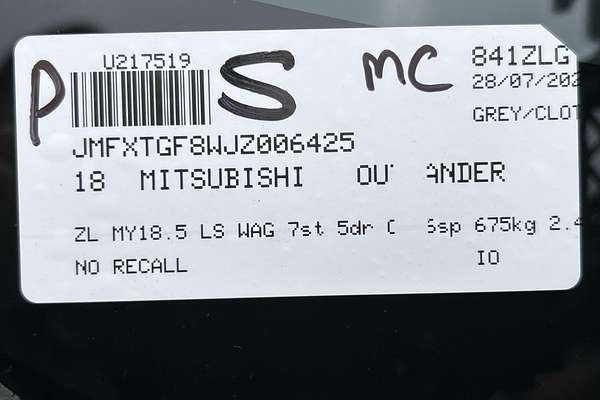 U217519
P S MC 841ZLG
28/07/202
GREY/CLOT
JMFXTGF8WJZ006425
18 MITSUBISHI OU ANDER
ZL MY18.5 LS WAG 7st 5dr C 6sp 675kg 2.4
NO RECALL IO